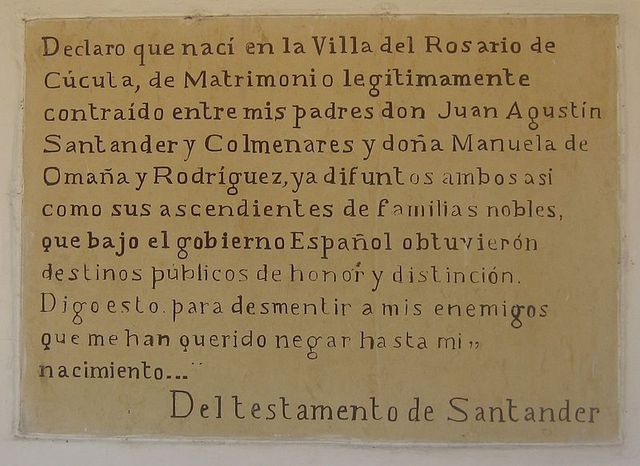 Declaro que nací en la Villa del Rosario de
Cúcuta, de Matrimonio legítimamente
contraído entre mis padres don Juan Agustín
Santander y Colmenares y doña Manuela de
Omaña y Rodríguez, ya difuntos ambos asi
como sus ascendientes de familias nobles,
que bajo el gobierno Español obtuvierón
destinos públicos de honor y distinción.
Digo esto. para desmentir a mis enemigos
que me han querido negar hasta mi „
nacimiento...¨
Del testamento de Santander